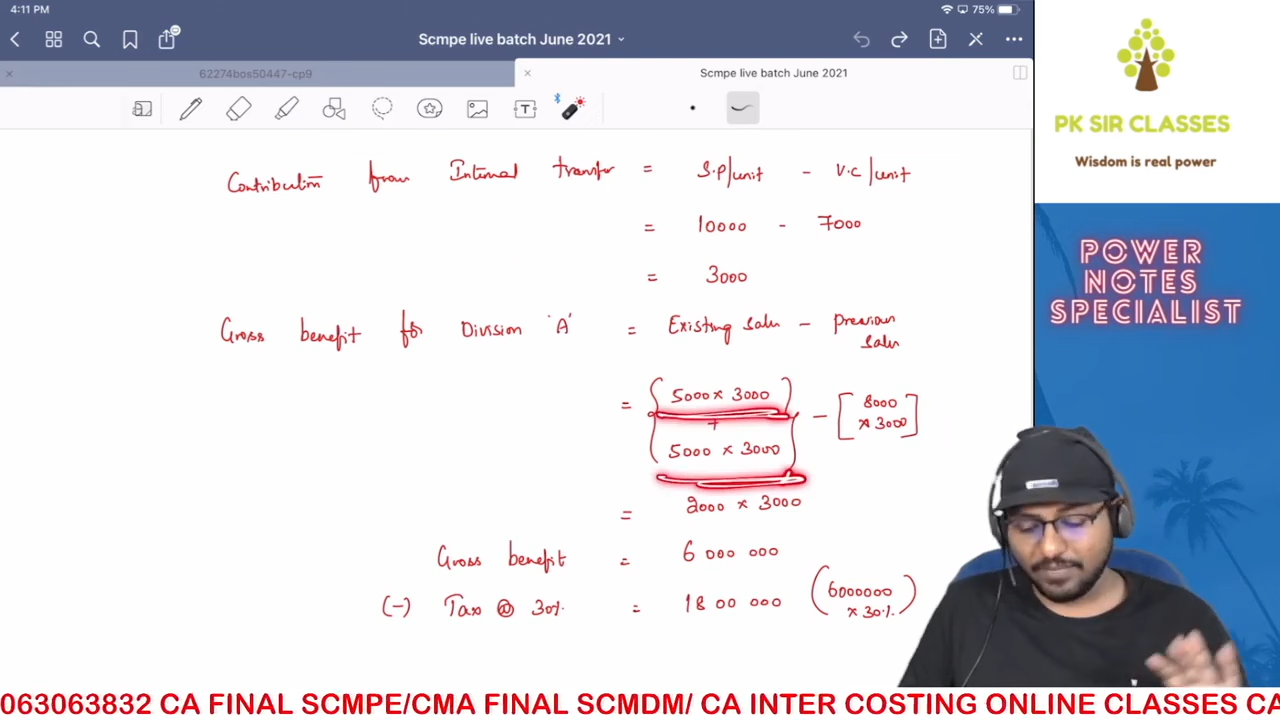 4:11 PM
75%
Scmpe live batch June 2021
62274bos50447-cp9
Scmpe live batch June 2021
T
Contribution from Internal transfer = S.P/unit - V.C/unit
= 10000 - 7000
= 3000
Gross benefit for Division 'A' = Existing sales - previous sales
= (5000 x 3000) + (5000 x 3000) - [8000 x 3000]
= 2000 x 3000
Gross benefit = 6 000 000
(-) Tax @ 30% = 18 00 000 (6000000 x 30%)
PK SIR CLASSES
Wisdom is real power
POWER
NOTES
SPECIALIST
063063832 CA FINAL SCMPE/CMA FINAL SCMDM/ CA INTER COSTING ONLINE CLASSES CA